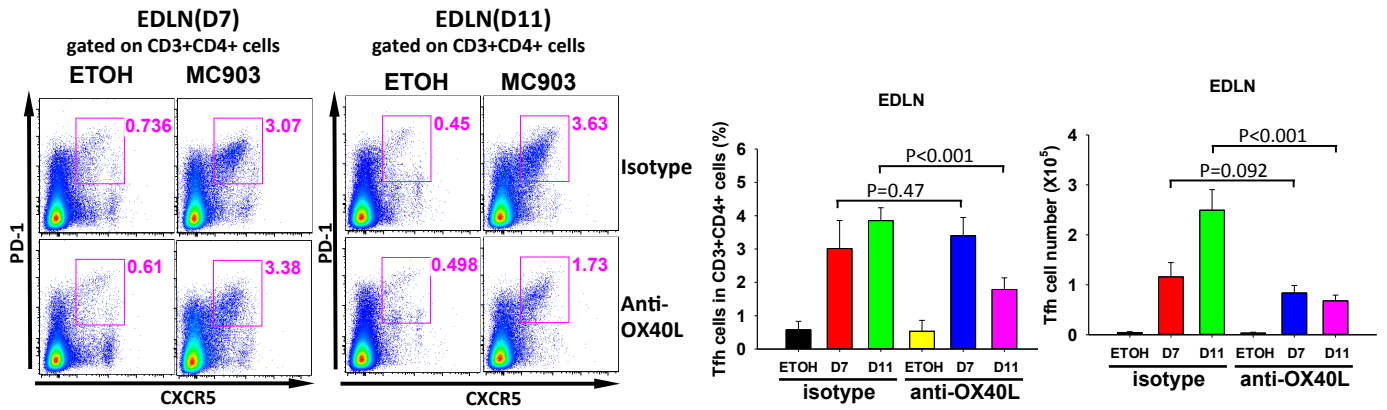 EDLN(D7)
gated on CD3+CD4+ cells
ETOH MC903
0.736
3.07
0.61
3.38
PD-1
CXCR5
EDLN(D11)
gated on CD3+CD4+ cells
ETOH MC903
0.45
3.63
Isotype
0.498
1.73
Anti-
OX40L
PD-1
CXCR5
EDLN
Tfh cells in CD3+CD4+ cells (%)
6
5
4
3
2
1
0
P<0.001
P=0.47
ETOH D7 D11 ETOH D7 D11
isotype anti-OX40L
EDLN
Tfh cell number (X10⁵)
4
3
2
1
0
P<0.001
P=0.092
ETOH D7 D11 ETOH D7 D11
isotype anti-OX40L